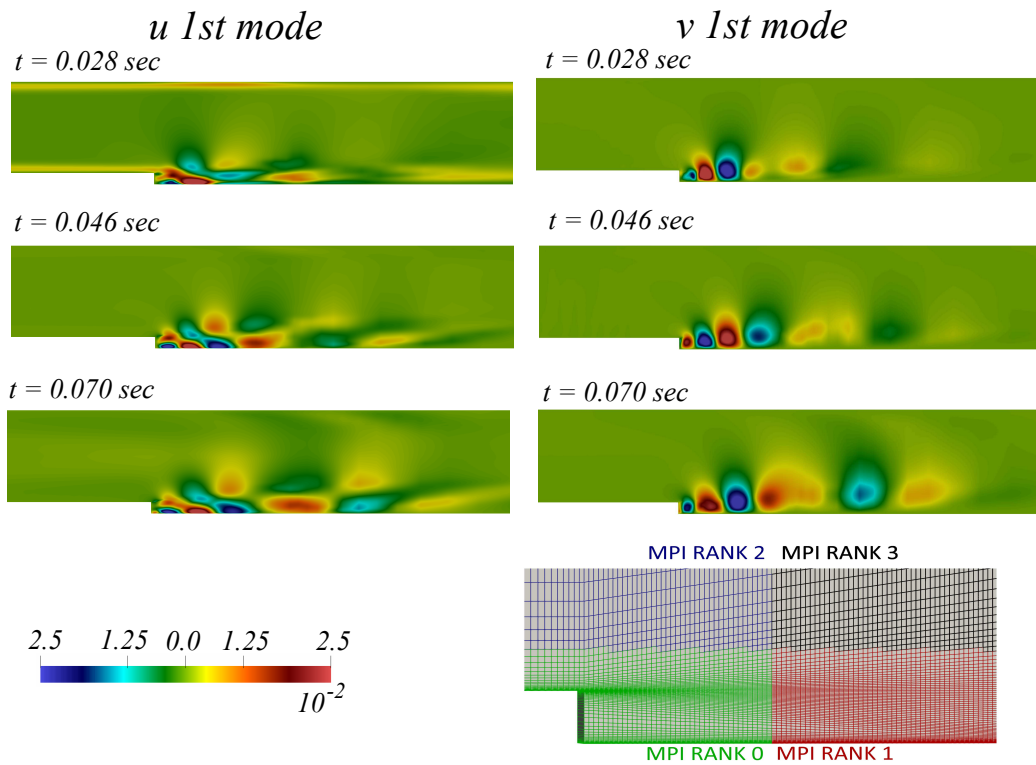 u 1st mode
v 1st mode
t = 0.028 sec
t = 0.028 sec
t = 0.046 sec
t = 0.046 sec
t = 0.070 sec
t = 0.070 sec
MPI RANK 2 MPI RANK 3
2.5 1.25 0.0 1.25 2.5
10-2
MPI RANK 0 MPI RANK 1